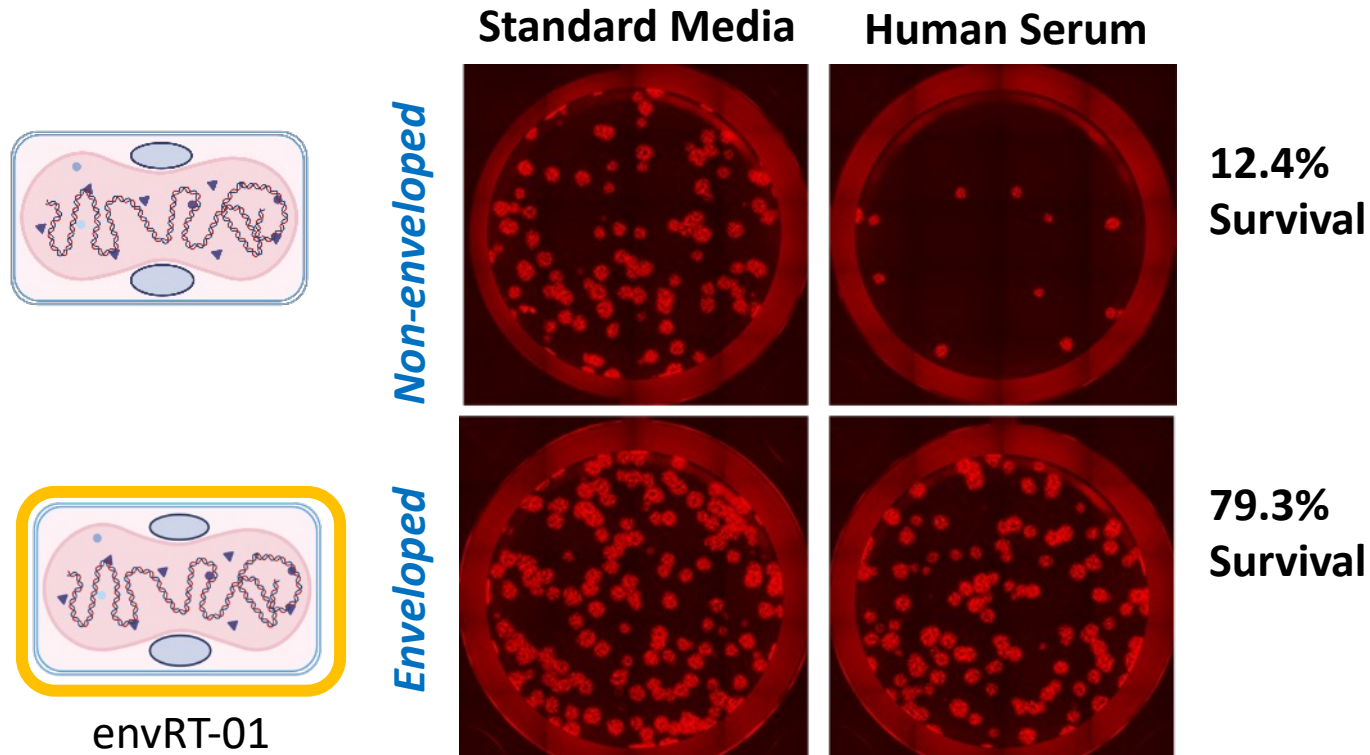 Standard Media
Human Serum
Non-enveloped
12.4%
Survival
Enveloped
79.3%
Survival
envRT-01